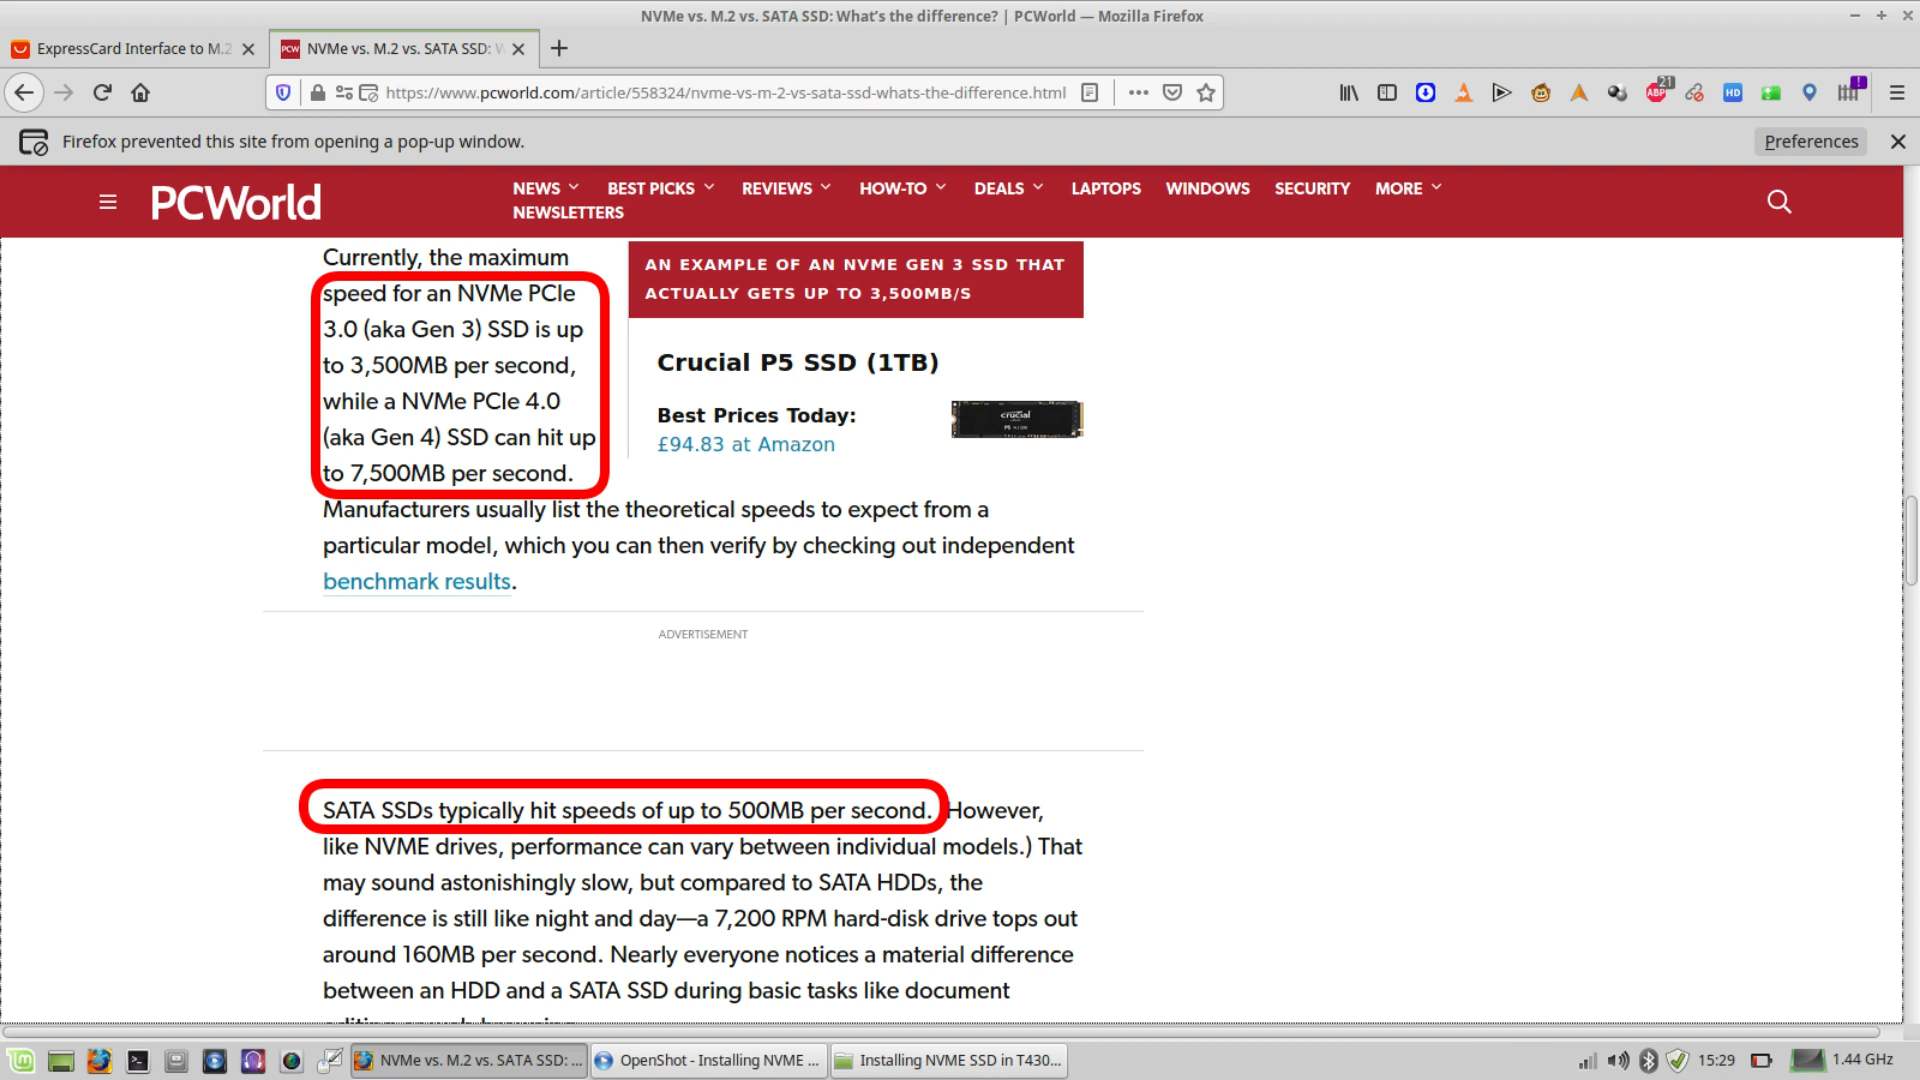 NVMe vs. M.2 vs. SATA SSD: What's the difference? | PCWorld — Mozilla Firefox
ExpressCard Interface to M.2
PCW NVMe vs. M.2 vs. SATA SSD: W
https://www.pcworld.com/article/558324/nvme-vs-m-2-vs-sata-ssd-whats-the-difference.html
ABP 21 HD
Firefox prevented this site from opening a pop-up window.
Preferences
PCWorld
NEWS BEST PICKS REVIEWS HOW-TO DEALS LAPTOPS WINDOWS SECURITY MORE
NEWSLETTERS
Currently, the maximum
speed for an NVMe PCIe
3.0 (aka Gen 3) SSD is up
to 3,500MB per second,
while a NVMe PCIe 4.0
(aka Gen 4) SSD can hit up
to 7,500MB per second.
AN EXAMPLE OF AN NVME GEN 3 SSD THAT
ACTUALLY GETS UP TO 3,500MB/S
Crucial P5 SSD (1TB)
Best Prices Today:
£94.83 at Amazon
crucial
P5
Manufacturers usually list the theoretical speeds to expect from a
particular model, which you can then verify by checking out independent
benchmark results.
ADVERTISEMENT
SATA SSDs typically hit speeds of up to 500MB per second. However,
like NVME drives, performance can vary between individual models.) That
may sound astonishingly slow, but compared to SATA HDDs, the
difference is still like night and day—a 7,200 RPM hard-disk drive tops out
around 160MB per second. Nearly everyone notices a material difference
between an HDD and a SATA SSD during basic tasks like document
NVMe vs. M.2 vs. SATA SSD: ...
OpenShot - Installing NVME ...
Installing NVME SSD in T430...
15:29
1.44 GHz